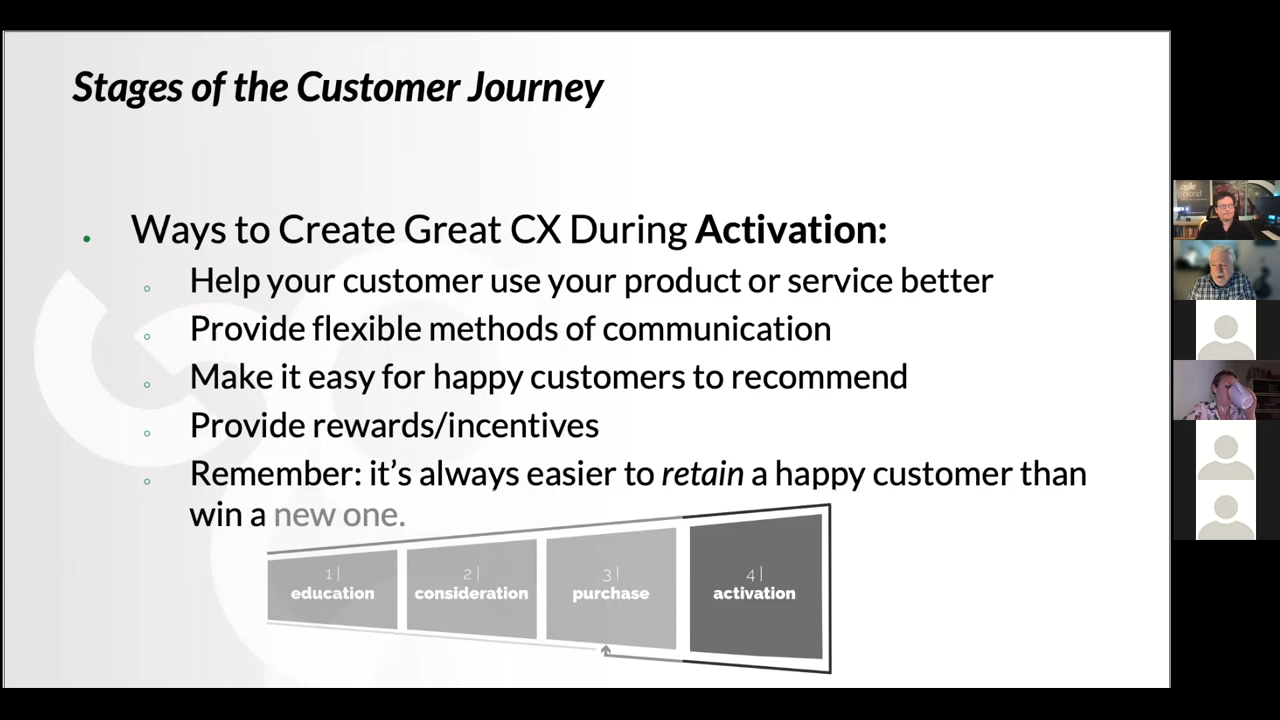 Stages of the Customer Journey
Ways to Create Great CX During Activation:
Help your customer use your product or service better
Provide flexible methods of communication
Make it easy for happy customers to recommend
Provide rewards/incentives
Remember: it's always easier to retain a happy customer than
win a new one.
1 |
education
2 |
consideration
3 |
purchase
4 |
activation
agile
brand